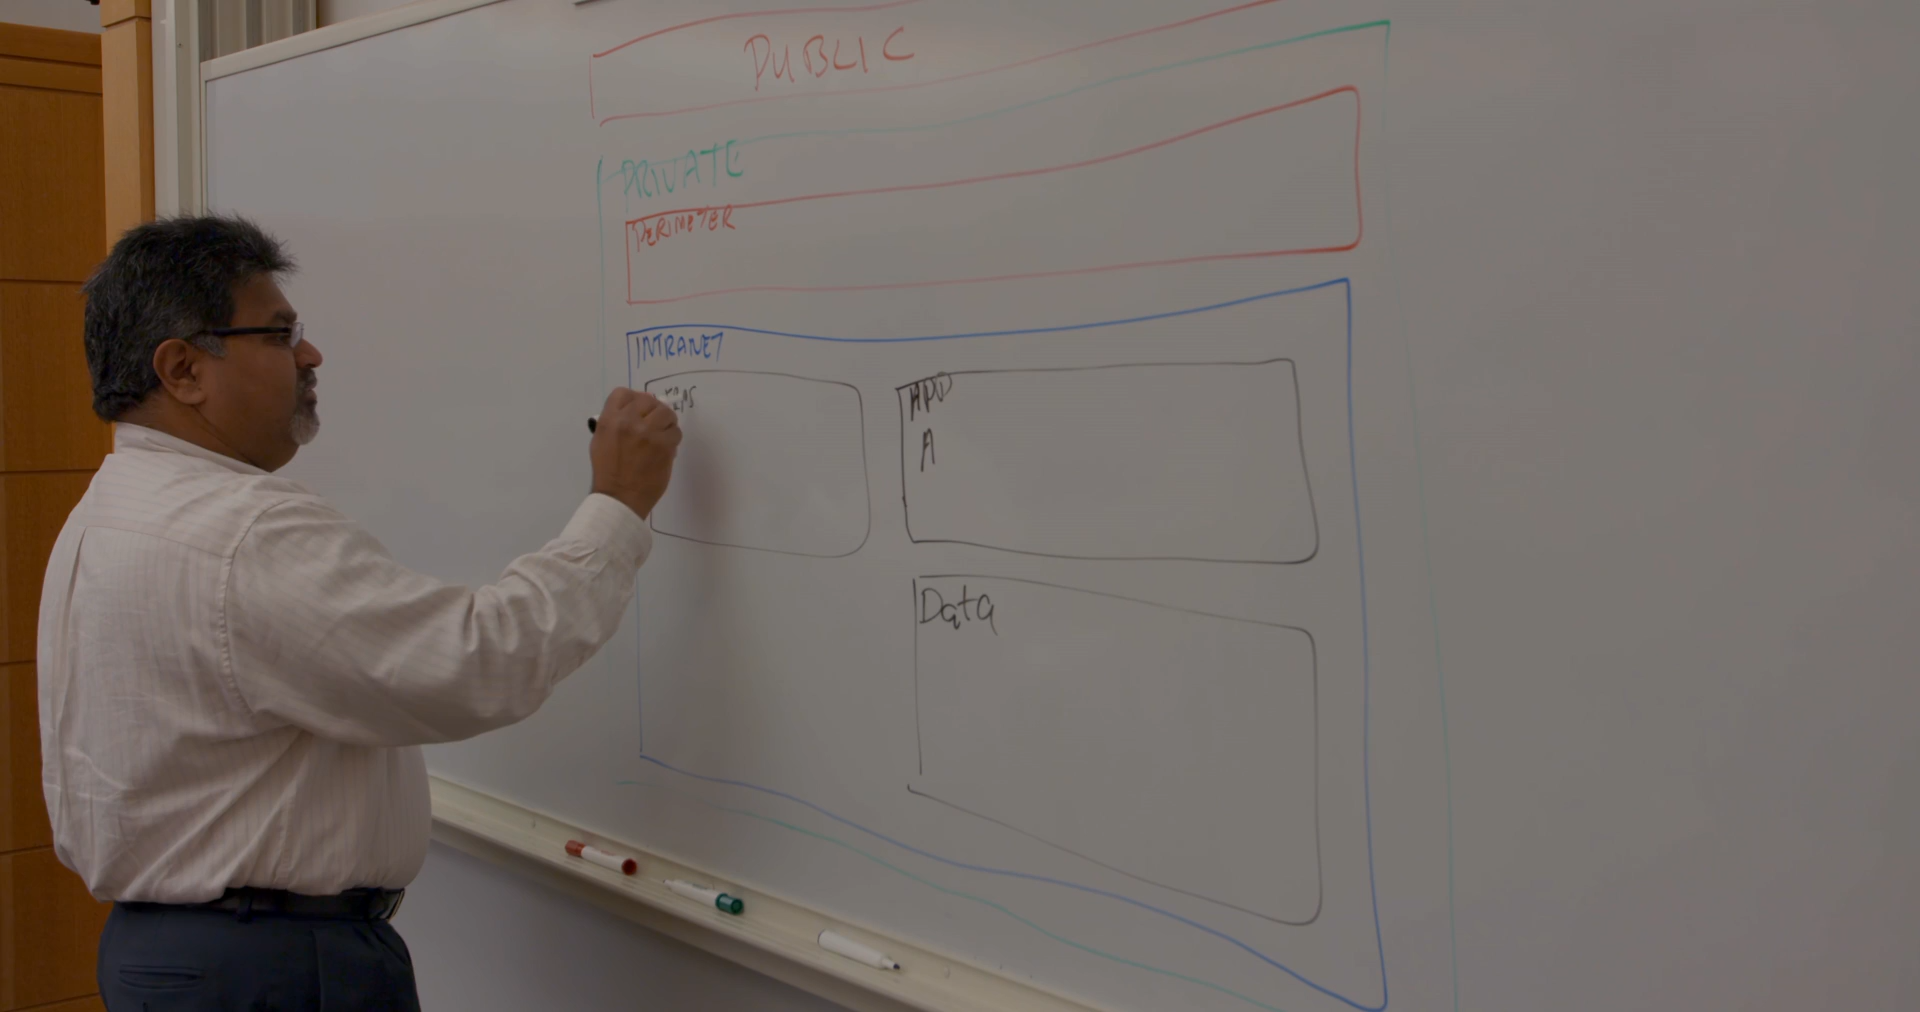 PUBLIC
PRIVATE
PERIMETER
INTRANET
APP
A
Data